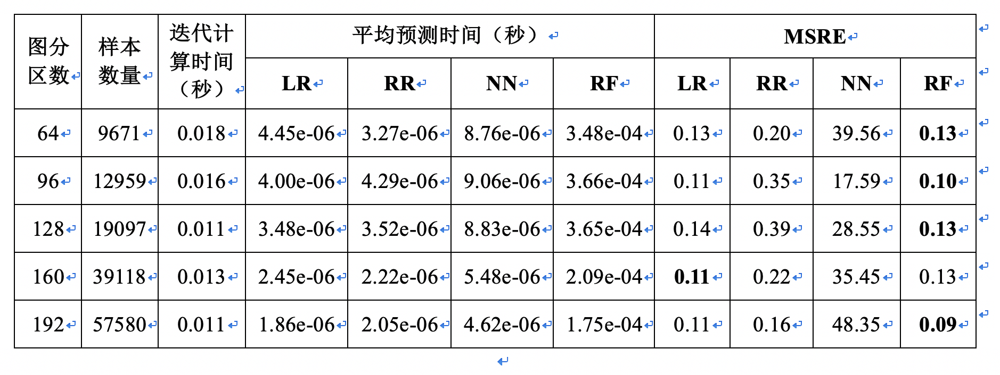 图分区数 样本数量 迭代计算时间（秒） 平均预测时间（秒） MSRE
LR RR NN RF LR RR NN RF
64 9671 0.018 4.45e-06 3.27e-06 8.76e-06 3.48e-04 0.13 0.20 39.56 0.13
96 12959 0.016 4.00e-06 4.29e-06 9.06e-06 3.66e-04 0.11 0.35 17.59 0.10
128 19097 0.011 3.48e-06 3.52e-06 8.83e-06 3.65e-04 0.14 0.39 28.55 0.13
160 39118 0.013 2.45e-06 2.22e-06 5.48e-06 2.09e-04 0.11 0.22 35.45 0.13
192 57580 0.011 1.86e-06 2.05e-06 4.62e-06 1.75e-04 0.11 0.16 48.35 0.09